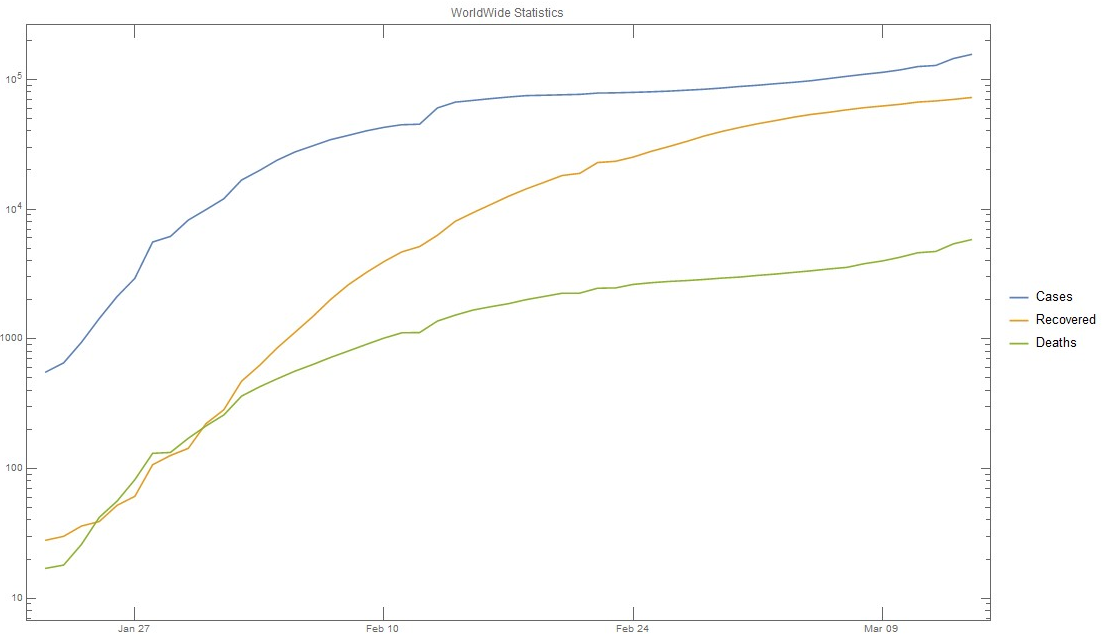 WorldWide Statistics
10^5
10^4
1000
100
10
Jan 27
Feb 10
Feb 24
Mar 09
Cases
Recovered
Deaths